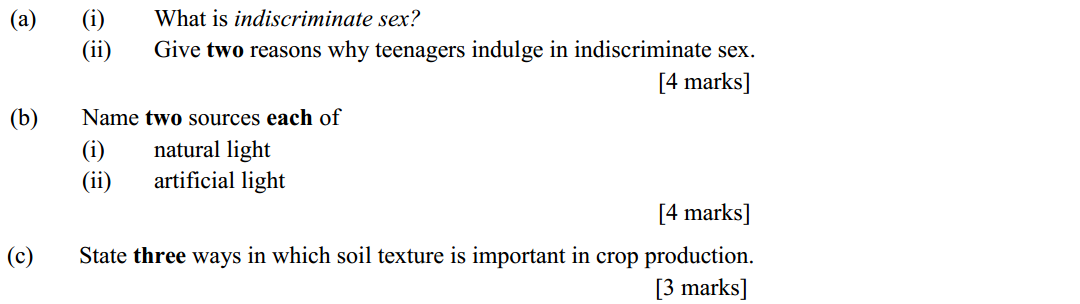 (a) (i) What is indiscriminate sex?
(ii) Give two reasons why teenagers indulge in indiscriminate sex.
[4 marks]
(b) Name two sources each of
(i) natural light
(ii) artificial light
[4 marks]
(c) State three ways in which soil texture is important in crop production.
[3 marks]